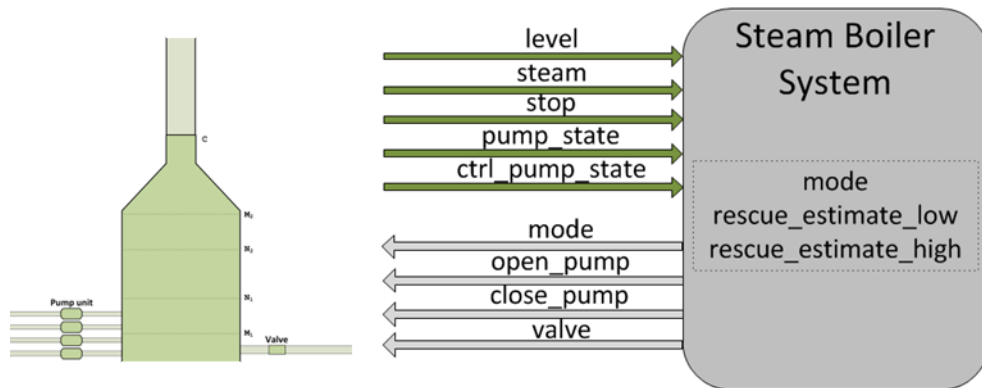 C
M₂
N₂
N₁
M₁
Pump unit
Valve
level
steam
stop
pump_state
ctrl_pump_state
mode
open_pump
close_pump
valve
Steam Boiler
System
mode
rescue_estimate_low
rescue_estimate_high